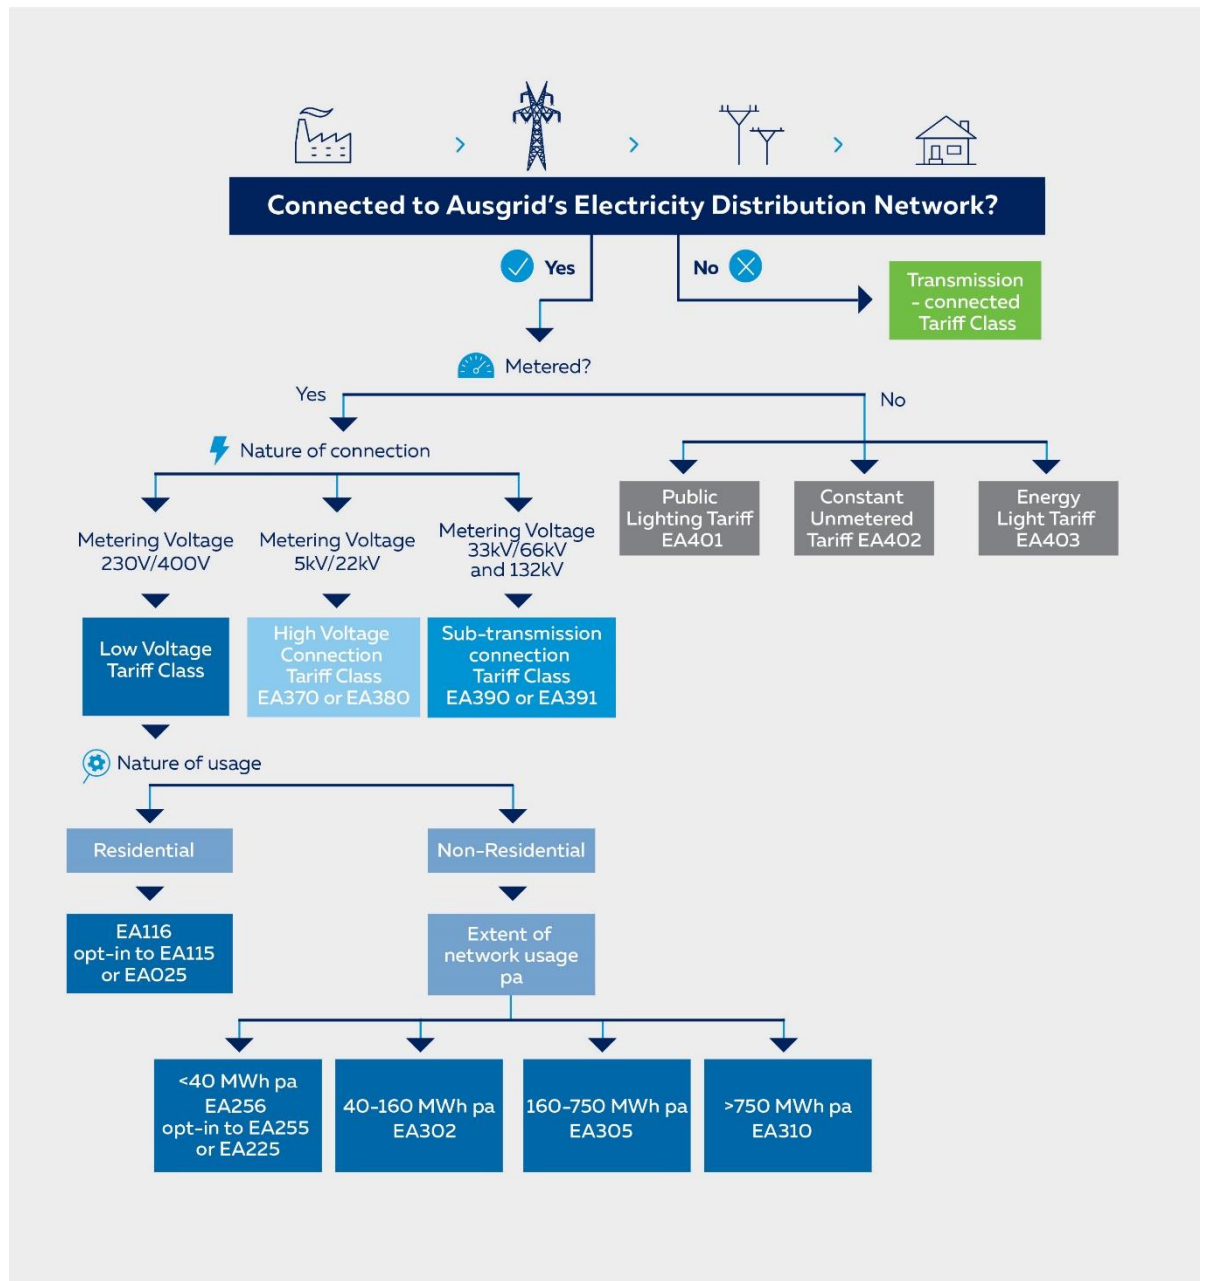 Connected to Ausgrid's Electricity Distribution Network?
Yes
No
Transmission
- connected
Tariff Class
Metered?
Yes
No
Nature of connection
Public
Lighting Tariff
EA401
Constant
Unmetered
Tariff EA402
Energy
Light Tariff
EA403
Metering Voltage
230V/400V
Metering Voltage
5kV/22kV
Metering Voltage
33kV/66kV
and 132kV
Low Voltage
Tariff Class
High Voltage
Connection
Tariff Class
EA370 or EA380
Sub-transmission
connection
Tariff Class
EA390 or EA391
Nature of usage
Residential
Non-Residential
EA116
opt-in to EA115
or EA025
Extent of
network usage
pa
<40 MWh pa
EA256
opt-in to EA255
or EA225
40-160 MWh pa
EA302
160-750 MWh pa
EA305
>750 MWh pa
EA310